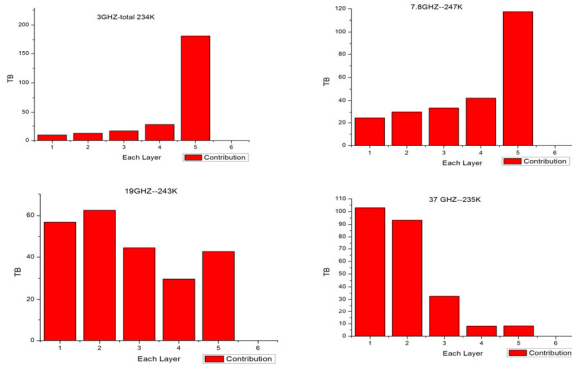 3GHZ-total 234K
200
150
100
50
0
TB
1 2 3 4 5 6
Each Layer
Contribution
7.8GHZ--247K
120
100
80
60
40
20
0
TB
1 2 3 4 5 6
Each Layer
Contribution
19GHZ--243K
60
40
20
0
TB
1 2 3 4 5 6
Each Layer
Contribution
37 GHZ--235K
110
100
90
80
70
60
50
40
30
20
10
0
TB
1 2 3 4 5 6
Each Layer
Contribution